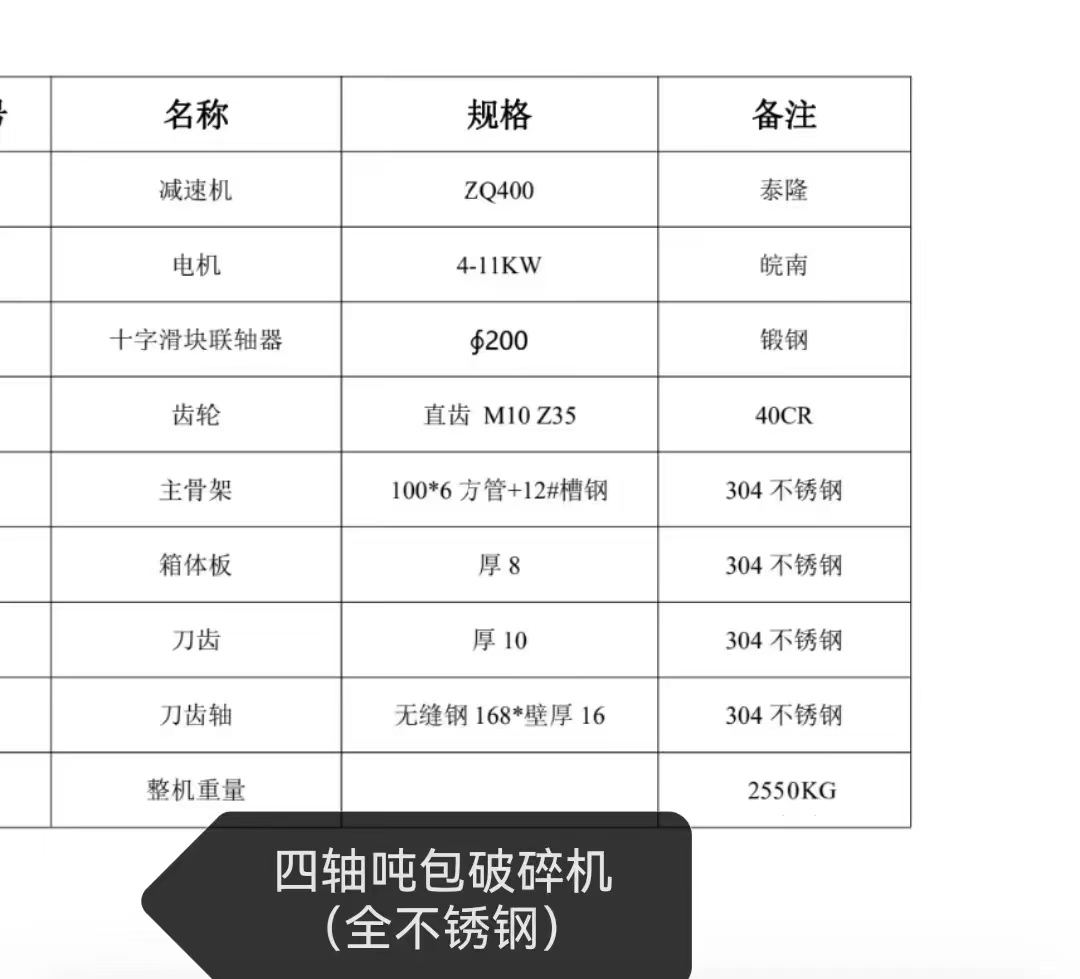 名称 规格 备注
减速机 ZQ400 泰隆
电机 4-11KW 皖南
十字滑块联轴器 ∮200 锻钢
齿轮 直齿 M10 Z35 40CR
主骨架 100*6 方管+12#槽钢 304 不锈钢
箱体板 厚 8 304 不锈钢
刀齿 厚 10 304 不锈钢
刀齿轴 无缝钢 168*壁厚 16 304 不锈钢
整机重量 2550KG
四轴吨包破碎机
（全不锈钢）